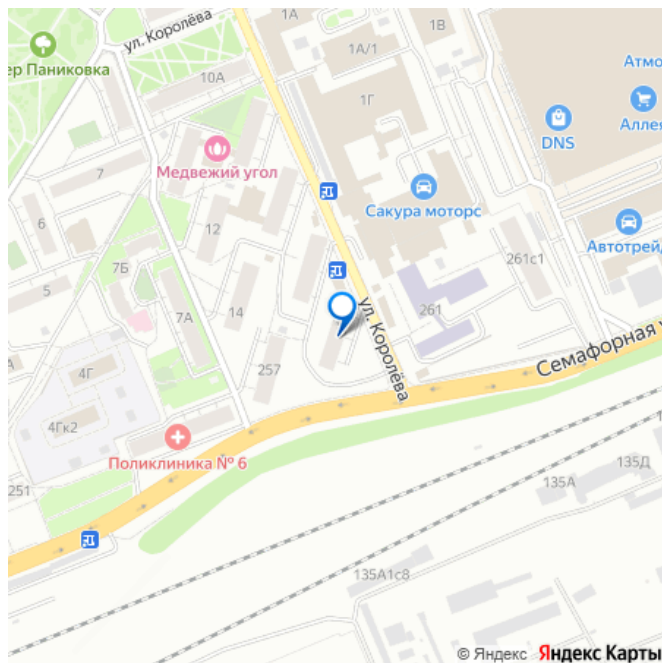 1А
1В
ул. Королёва
Атмо
ер Паниковка
1А/1
10А
1Г
Аллея
DNS
Медвежий угол
7
Сакура моторс
6
12
Автотрейд
7Б
261с1
5
14
7А
261
ул. Королёва
Семафорная у
257
4Г
4Гк2
Поликлиника № 6
135Д
251
135А
135А1с8
© Яндекс Яндекс Карты